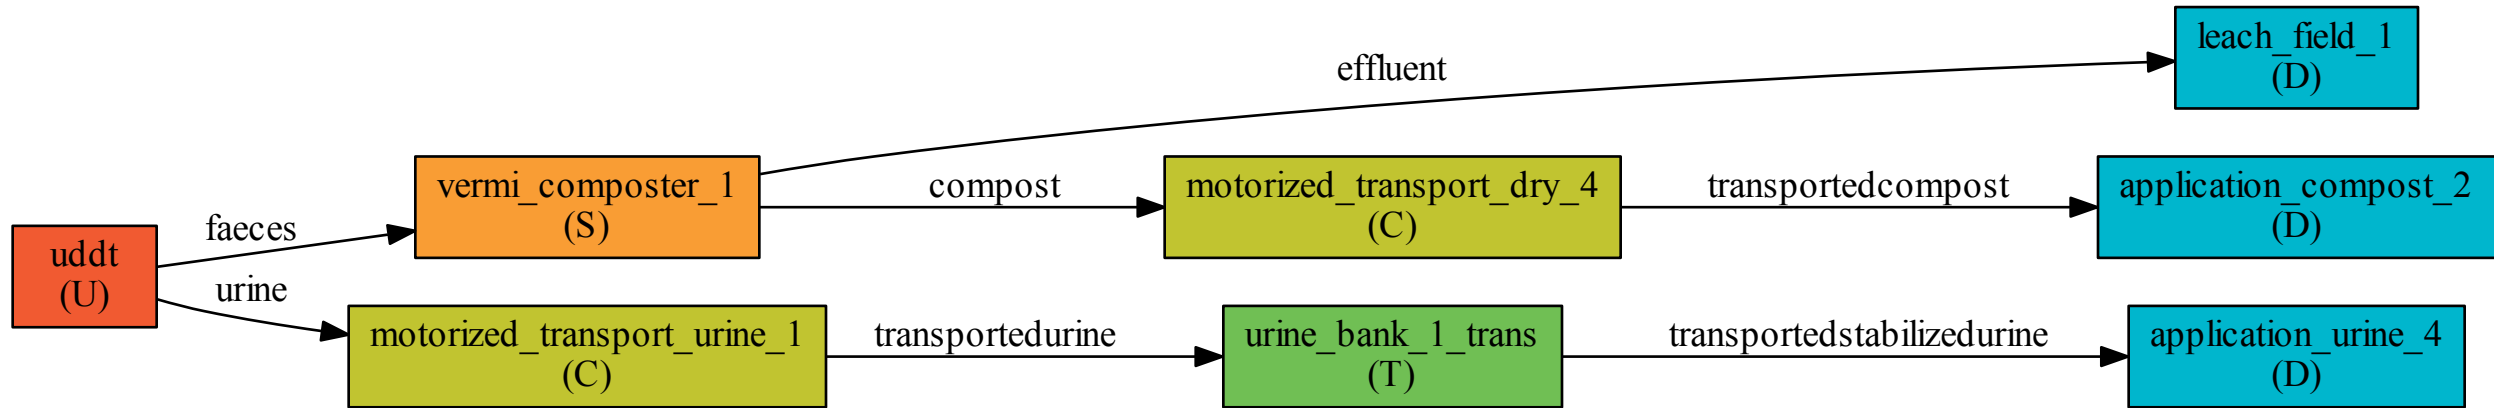 leach_field_1
(D)
effluent
vermi_composter_1
(S)
compost
motorized_transport_dry_4
(C)
transportedcompost
application_compost_2
(D)
faeces
uddt
(U)
urine
motorized_transport_urine_1
(C)
transportedurine
urine_bank_1_trans
(T)
transportedstabilizedurine
application_urine_4
(D)